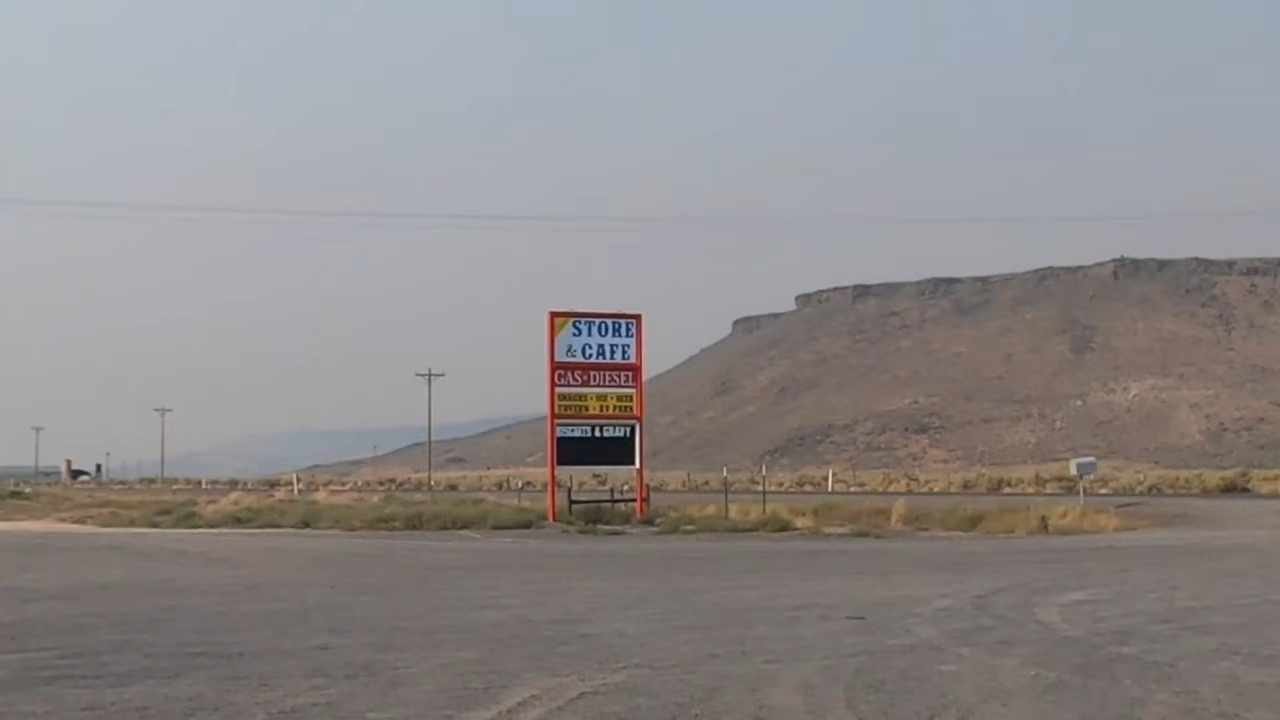 STORE
& CAFE
GAS • DIESEL
SNACKS • ICE • BEER
TAVERN • RV PARK
BISCUITS & GRAVY